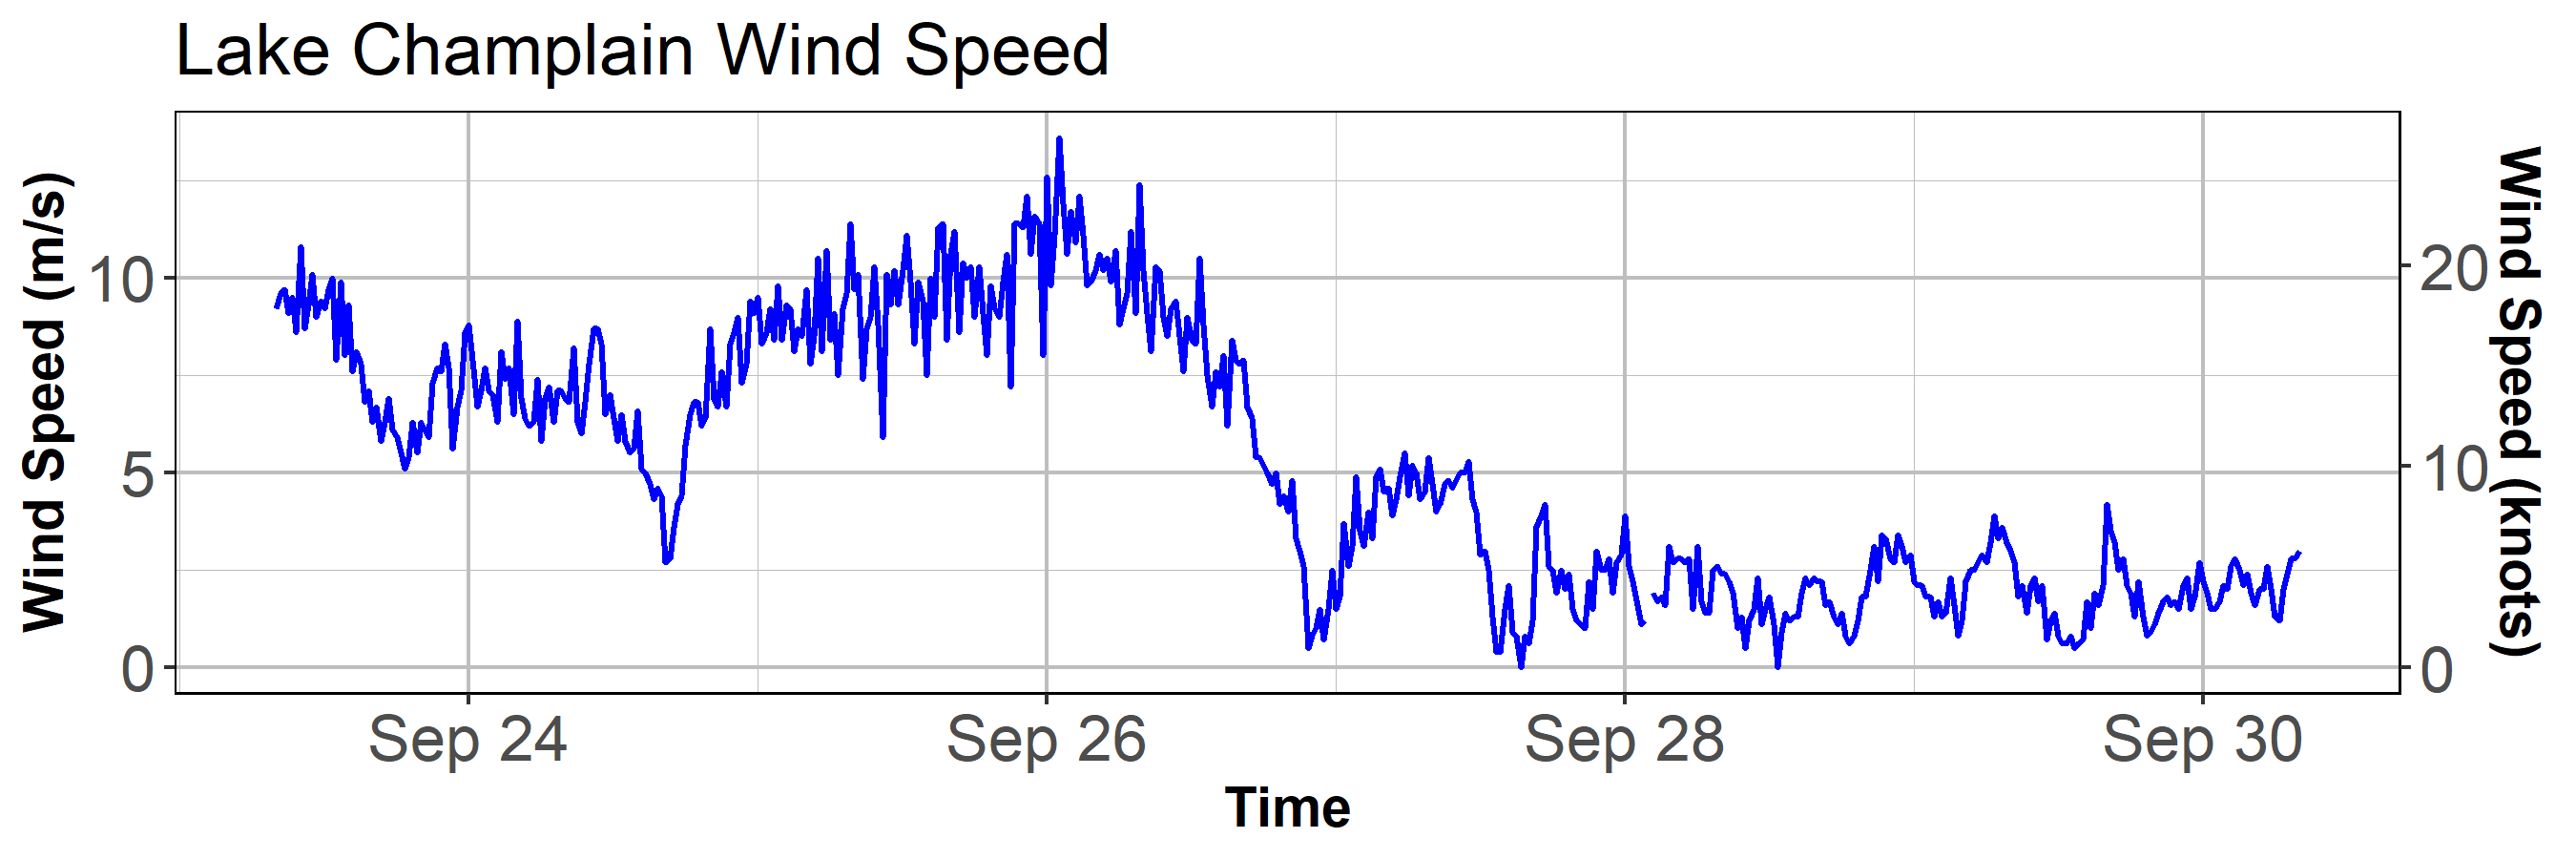 Lake Champlain Wind Speed
Wind Speed (m/s)
10
5
0
Wind Speed (knots)
20
10
0
Sep 24
Sep 26
Sep 28
Sep 30
Time